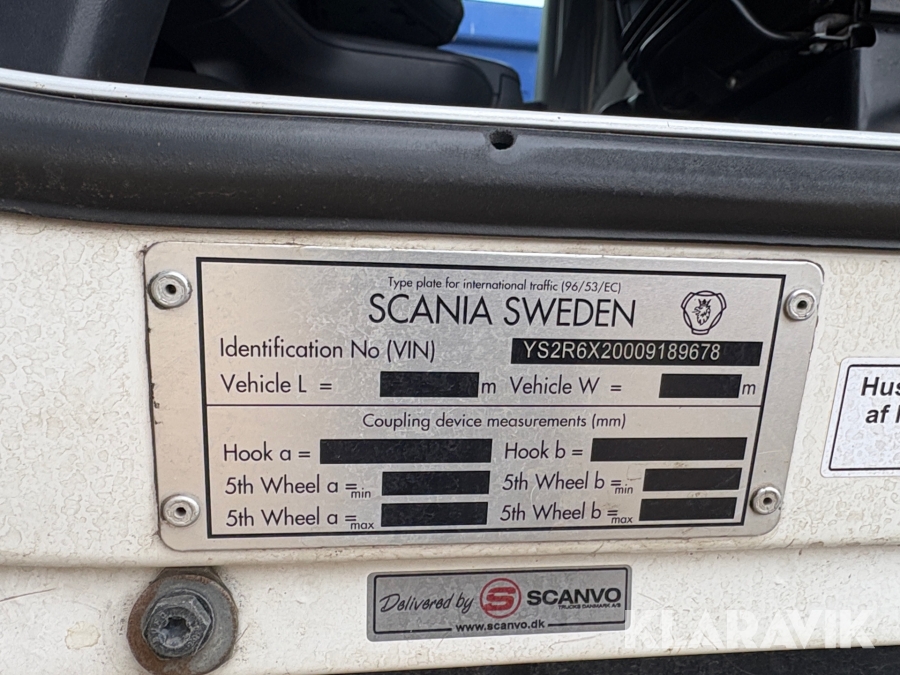 Type plate for international traffic (96/53/EC)
SCANIA SWEDEN
Identification No (VIN) YS2R6X20009189678
Vehicle L = m Vehicle W = m
Coupling device measurements (mm)
Hook a = Hook b =
5th Wheel a =min 5th Wheel b =min
5th Wheel a =max 5th Wheel b =max
Hus
af
Delivered by S SCANVO
TRUCKS DANMARK A/S
www.scanvo.dk
KLARAVIK